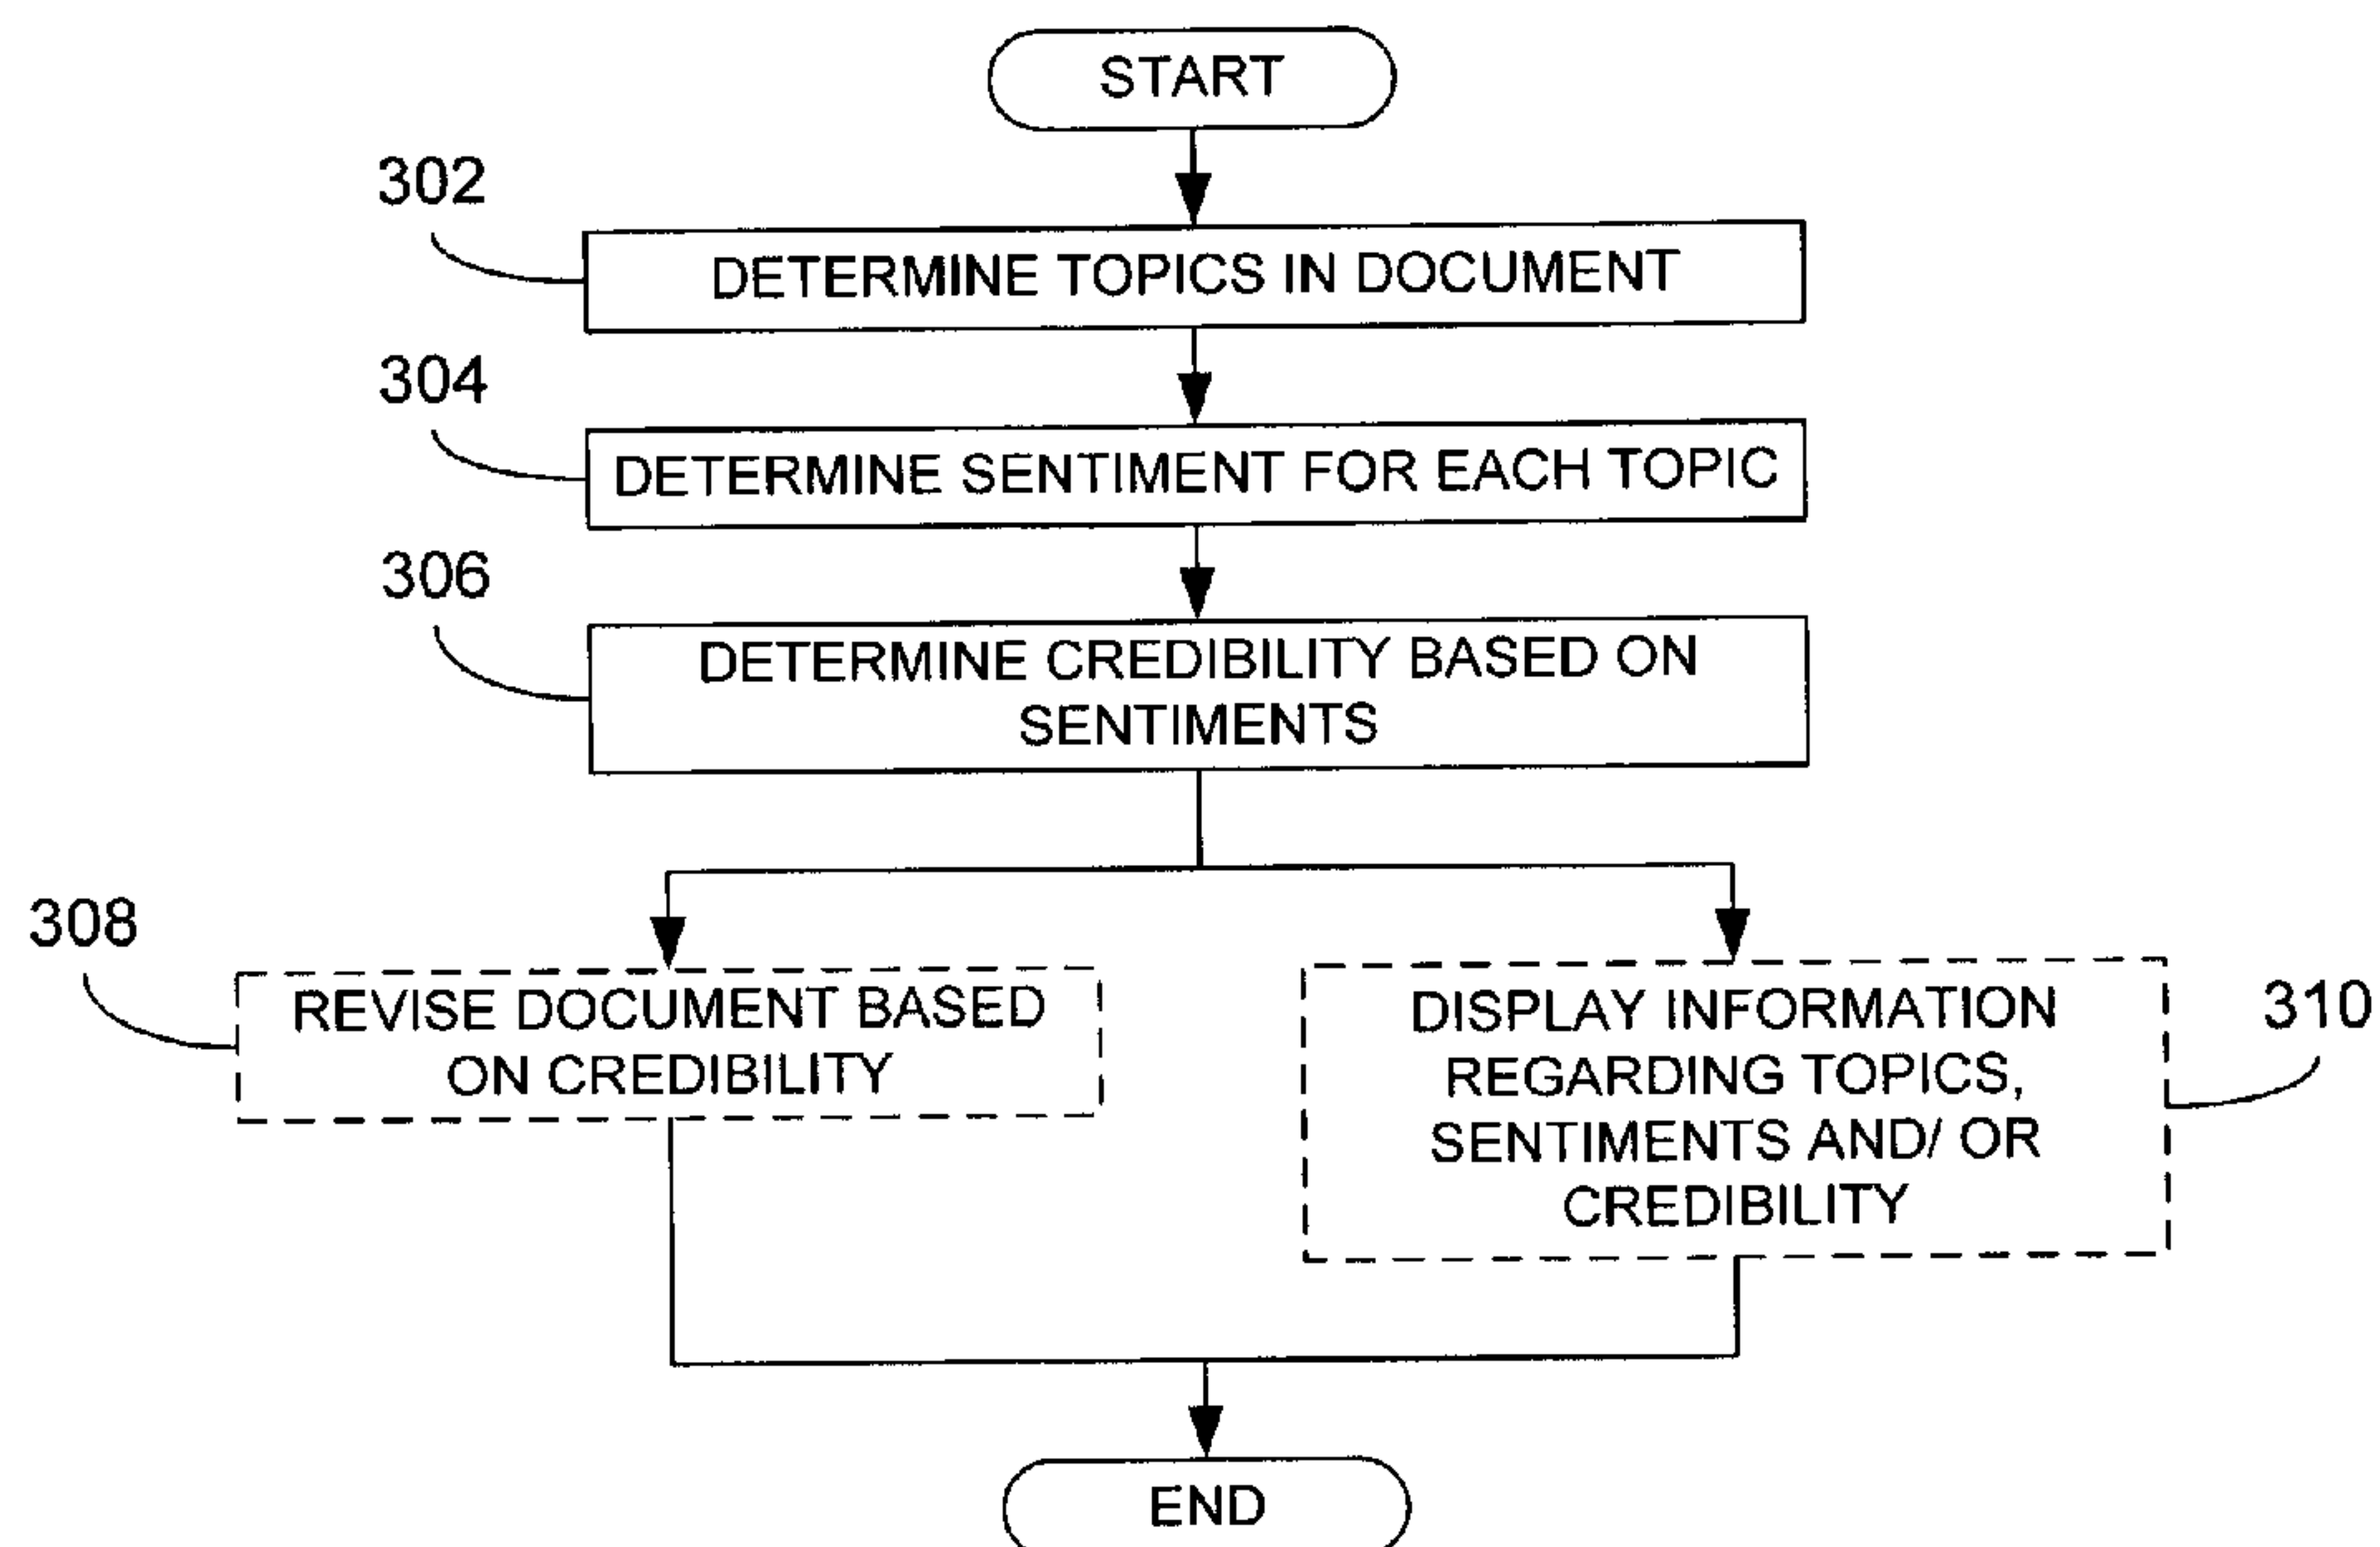 START
302
DETERMINE TOPICS IN DOCUMENT
304
DETERMINE SENTIMENT FOR EACH TOPIC
306
DETERMINE CREDIBILITY BASED ON
SENTIMENTS
308
REVISE DOCUMENT BASED
ON CREDIBILITY
DISPLAY INFORMATION
REGARDING TOPICS,
SENTIMENTS AND/ OR
CREDIBILITY
310
END